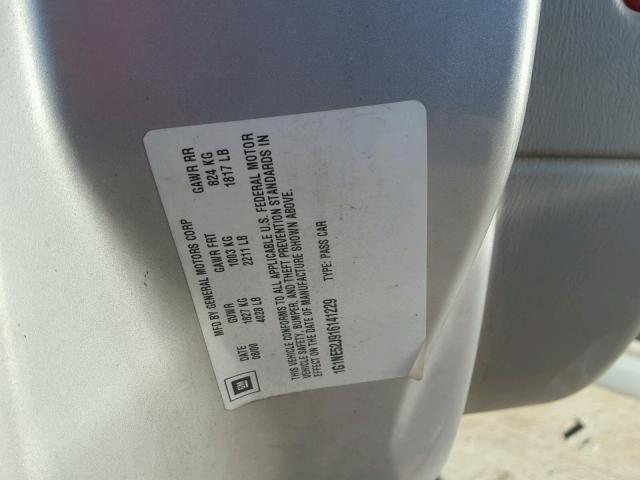 MFD BY GENERAL MOTORS CORP
DATE GVWR GAWR FRT GAWR RR
08/00 1827 KG 1003 KG 824 KG
4028 LB 2211 LB 1817 LB
THIS VEHICLE CONFORMS TO ALL APPLICABLE U.S. FEDERAL MOTOR
VEHICLE SAFETY, BUMPER, AND THEFT PREVENTION STANDARDS IN
EFFECT ON THE DATE OF MANUFACTURE SHOWN ABOVE.
1G1NE52J916141229 TYPE: PASS CAR
GM